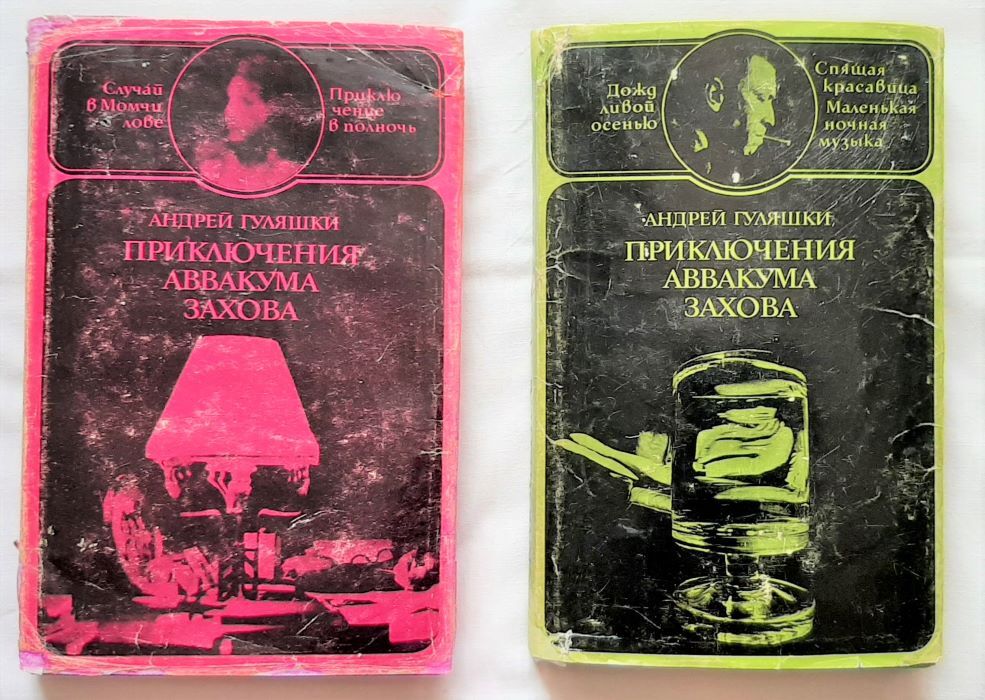 Случай
в Момчи
лове
Приклю
чение
в полночь
АНДРЕЙ ГУЛЯШКИ
ПРИКЛЮЧЕНИЯ
АВВАКУМА
ЗАХОВА
Дожд
ливой
осенью
Спящая
красавица
Маленькая
ночная
музыка
АНДРЕЙ ГУЛЯШКИ
ПРИКЛЮЧЕНИЯ
АВВАКУМА
ЗАХОВА